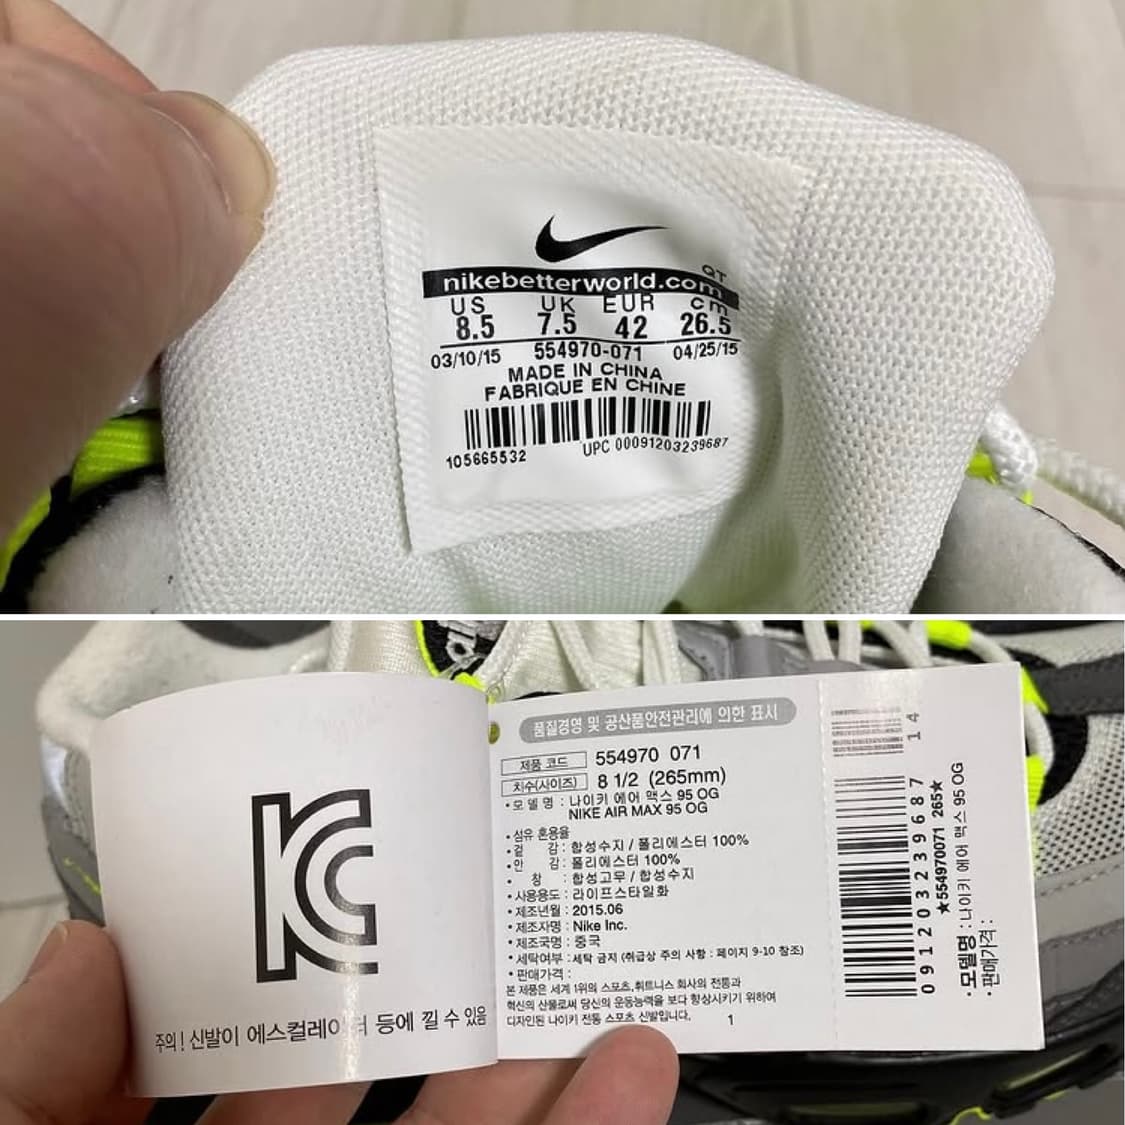 QT
nikebetterworld.com
US UK EUR cm
8.5 7.5 42 26.5
03/10/15 554970-071 04/25/15
MADE IN CHINA
FABRIQUE EN CHINE
105665532 UPC 00091203239687
KC
주의! 신발이 에스컬레이터 등에 낄 수 있음
품질경영 및 공산품안전관리에 의한 표시
제품 코드 554970 071
치수(사이즈) 8 1/2 (265mm)
•모 델 명 : 나이키 에어 맥스 95 OG
NIKE AIR MAX 95 OG
•섬유 혼용율
•겉 감 : 합성수지 / 폴리에스터 100%
•안 감 : 폴리에스터 100%
• 창 : 합성고무 / 합성수지
•사용용도 : 라이프스타일화
•제조년월 : 2015.06
•제조자명 : Nike Inc.
•제조국명 : 중국
•세탁여부 : 세탁 금지 (취급상 주의 사항 : 페이지 9-10 참조)
•판매가격 :
본 제품은 세계 1위의 스포츠,휘트니스 회사의 전통과
혁신의 산물로써 당신의 운동능력을 보다 향상시키기 위하여
디자인된 나이키 전통 스포츠 신발입니다. 1
14
091203239687
★554970071 265★
•모델명 : 나이키 에어 맥스 95 OG
•판매가격 :